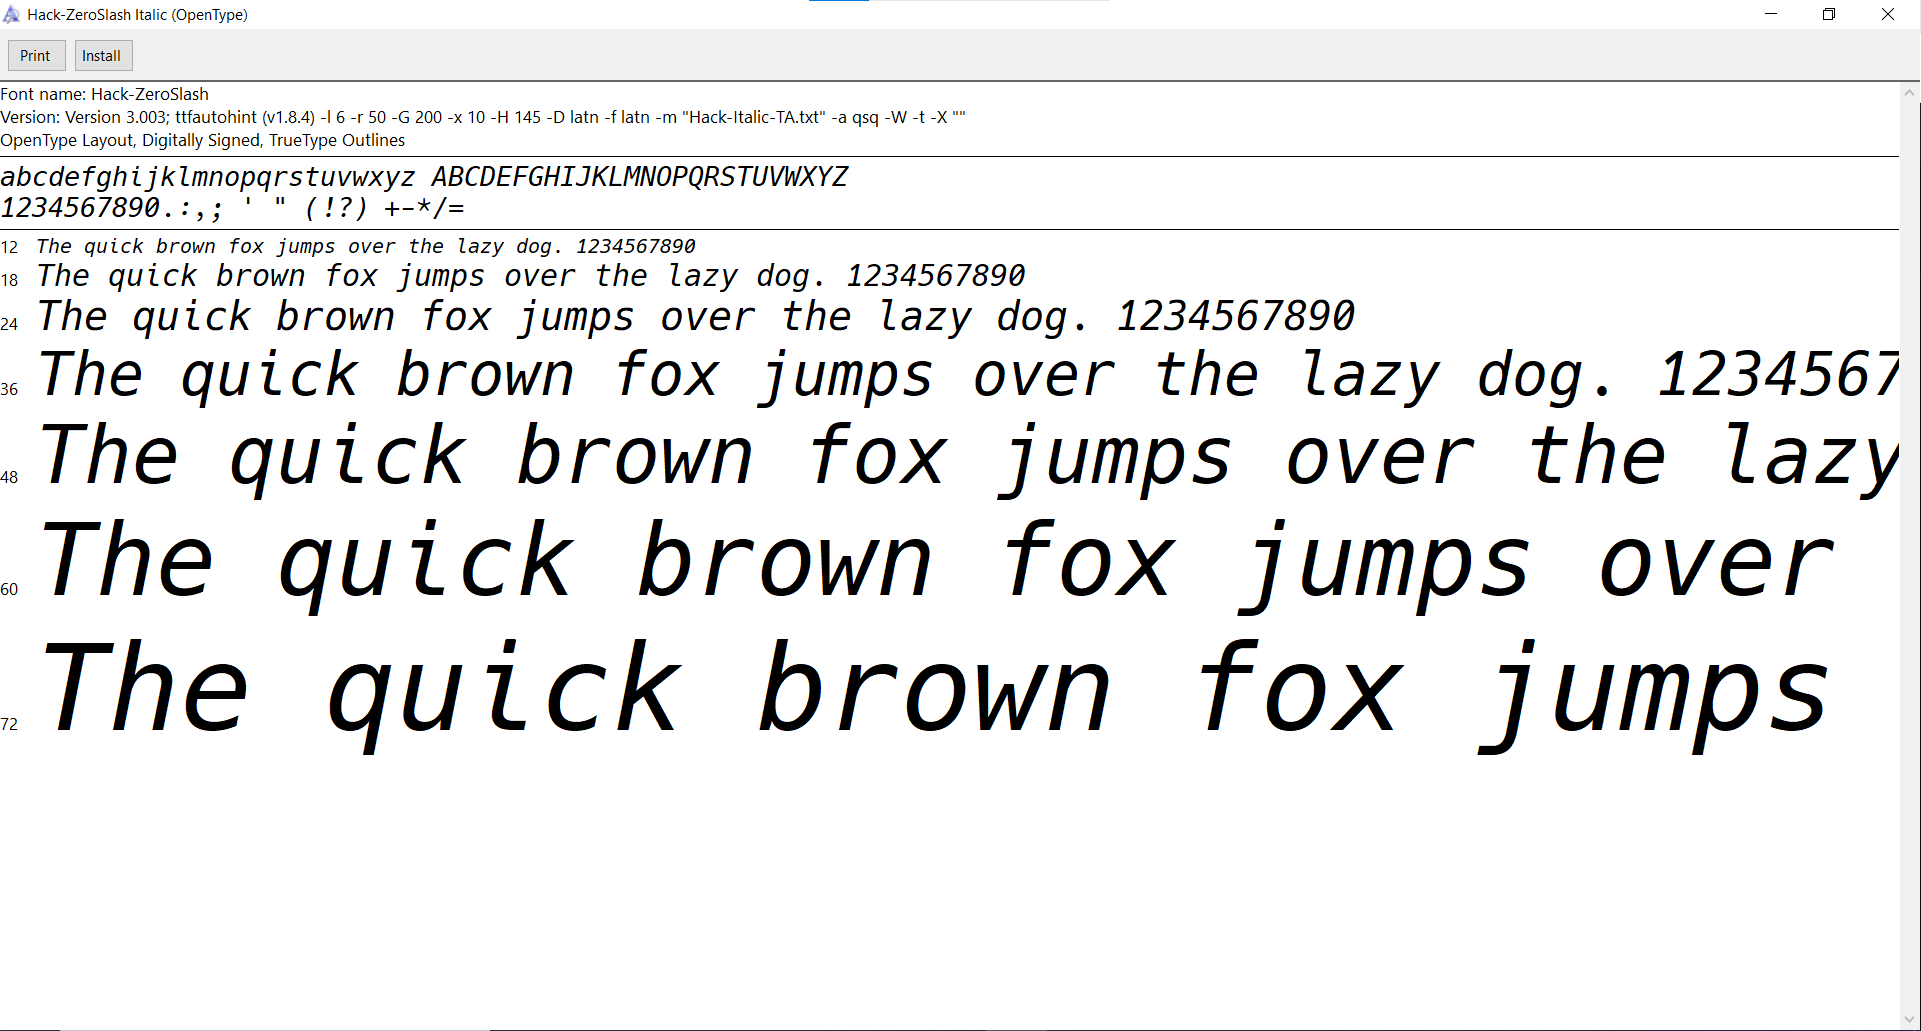 Hack-ZeroSlash Italic (OpenType)
Print Install
Font name: Hack-ZeroSlash
Version: Version 3.003; ttfautohint (v1.8.4) -l 6 -r 50 -G 200 -x 10 -H 145 -D latn -f latn -m "Hack-Italic-TA.txt" -a qsq -W -t -X ""
OpenType Layout, Digitally Signed, TrueType Outlines
abcdefghijklmnopqrstuvwxyz ABCDEFGHIJKLMNOPQRSTUVWXYZ
1234567890.:,; ' " (!?) +-*/=
12 The quick brown fox jumps over the lazy dog. 1234567890
18 The quick brown fox jumps over the lazy dog. 1234567890
24 The quick brown fox jumps over the lazy dog. 1234567890
36 The quick brown fox jumps over the lazy dog. 1234567
48 The quick brown fox jumps over the lazy
60 The quick brown fox jumps over
72 The quick brown fox jumps